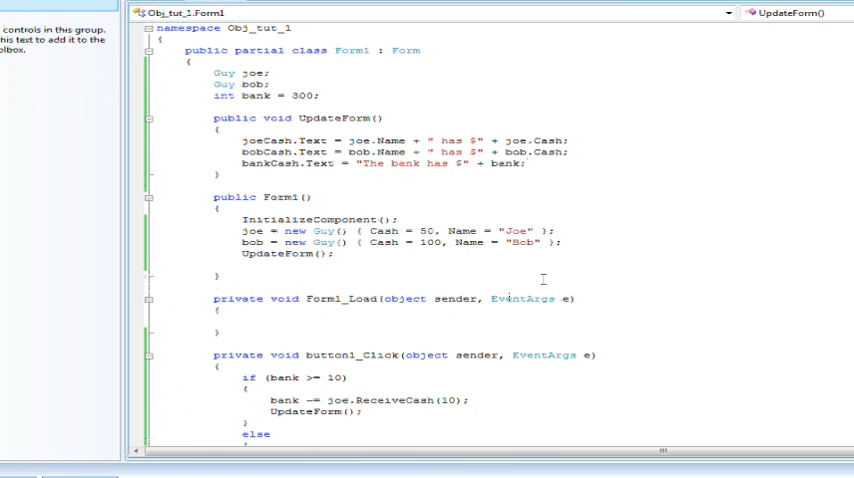 controls in this group.
this text to add it to the
Obj_tut_1.Form1
UpdateForm()
namespace Obj_tut_1
{
public partial class Form1 : Form
{
Guy joe;
Guy bob;
int bank = 300;
public void UpdateForm()
{
joeCash.Text = joe.Name + " has $" + joe.Cash;
bobCash.Text = bob.Name + " has $" + bob.Cash;
bankCash.Text = "The bank has $" + bank;
}
public Form1()
{
InitializeComponent();
joe = new Guy() { Cash = 50, Name = "Joe" };
bob = new Guy() { Cash = 100, Name = "Bob" };
UpdateForm();
}
private void Form1_Load(object sender, EventArgs e)
{
}
private void button1_Click(object sender, EventArgs e)
{
if (bank >= 10)
{
bank -= joe.ReceiveCash(10);
UpdateForm();
}
else